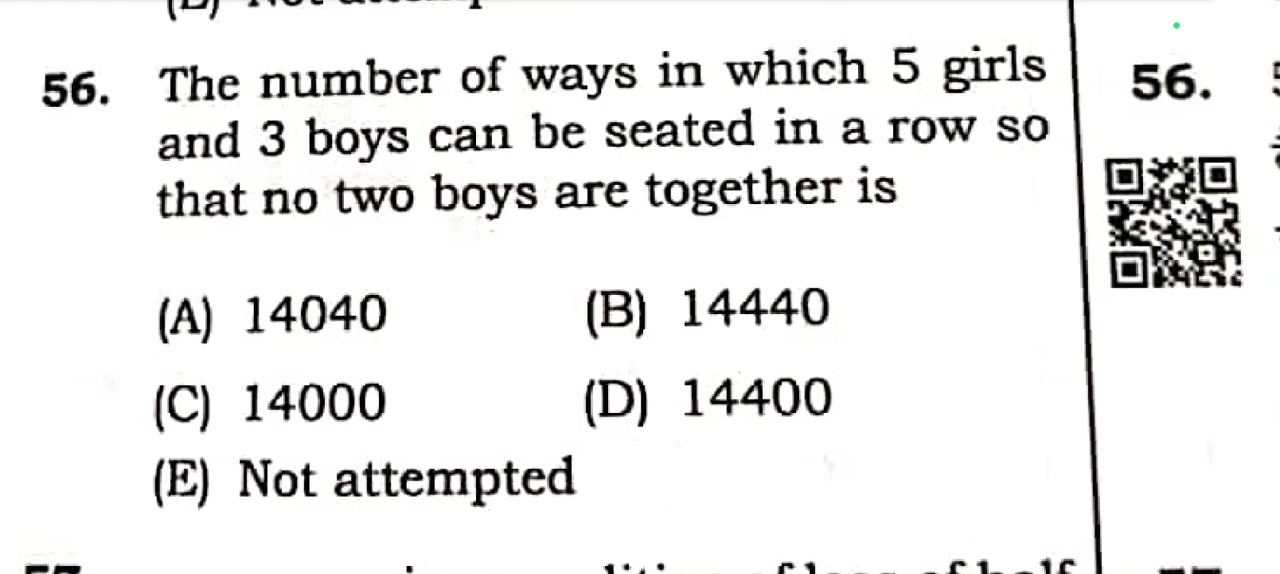 56. The number of ways in which 5 girls
and 3 boys can be seated in a row so
that no two boys are together is
(A) 14040 (B) 14440
(C) 14000 (D) 14400
(E) Not attempted
56.